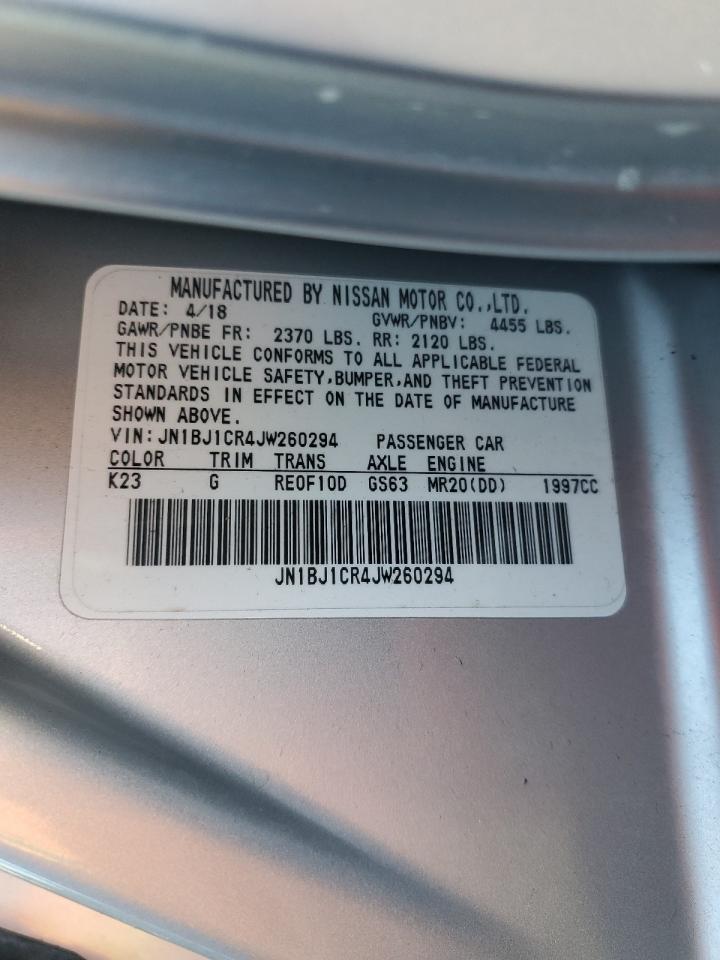 MANUFACTURED BY NISSAN MOTOR CO.,LTD.
DATE: 4/18 GVWR/PNBV: 4455 LBS.
GAWR/PNBE FR: 2370 LBS. RR: 2120 LBS.
THIS VEHICLE CONFORMS TO ALL APPLICABLE FEDERAL
MOTOR VEHICLE SAFETY,BUMPER,AND THEFT PREVENTION
STANDARDS IN EFFECT ON THE DATE OF MANUFACTURE
SHOWN ABOVE.
VIN:JN1BJ1CR4JW260294 PASSENGER CAR
COLOR TRIM TRANS AXLE ENGINE
K23 G RE0F10D GS63 MR20(DD) 1997CC
JN1BJ1CR4JW260294